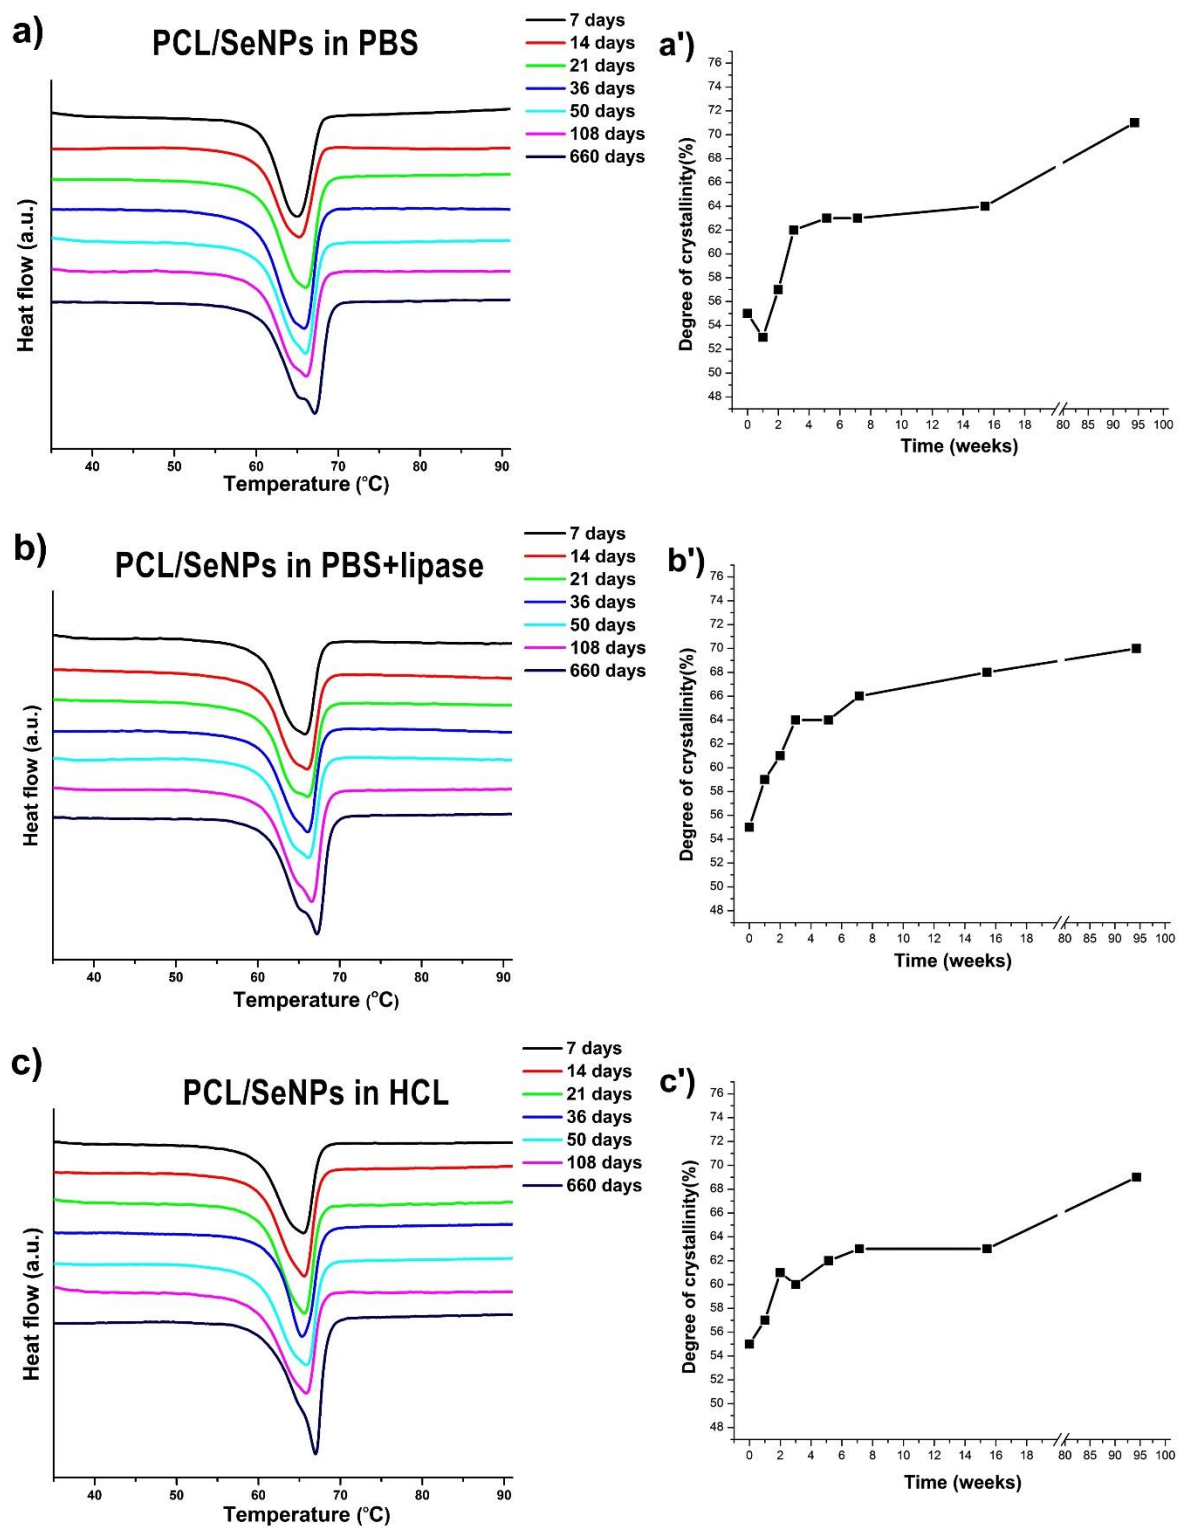 a)
PCL/SeNPs in PBS
7 days
14 days
21 days
36 days
50 days
108 days
660 days
Heat flow (a.u.)
40 50 60 70 80 90
Temperature (°C)
a')
76
74
72
70
68
66
64
62
60
58
56
54
52
50
48
Degree of crystallinity(%)
0 2 4 6 8 10 12 14 16 18 80 85 90 95 100
Time (weeks)
b)
PCL/SeNPs in PBS+lipase
7 days
14 days
21 days
36 days
50 days
108 days
660 days
Heat flow (a.u.)
40 50 60 70 80 90
Temperature (°C)
b')
76
74
72
70
68
66
64
62
60
58
56
54
52
50
48
Degree of crystallinity(%)
0 2 4 6 8 10 12 14 16 18 80 85 90 95 100
Time (weeks)
c)
PCL/SeNPs in HCL
7 days
14 days
21 days
36 days
50 days
108 days
660 days
Heat flow (a.u.)
40 50 60 70 80 90
Temperature (°C)
c')
76
74
72
70
68
66
64
62
60
58
56
54
52
50
48
Degree of crystallinity(%)
0 2 4 6 8 10 12 14 16 18 80 85 90 95 100
Time (weeks)